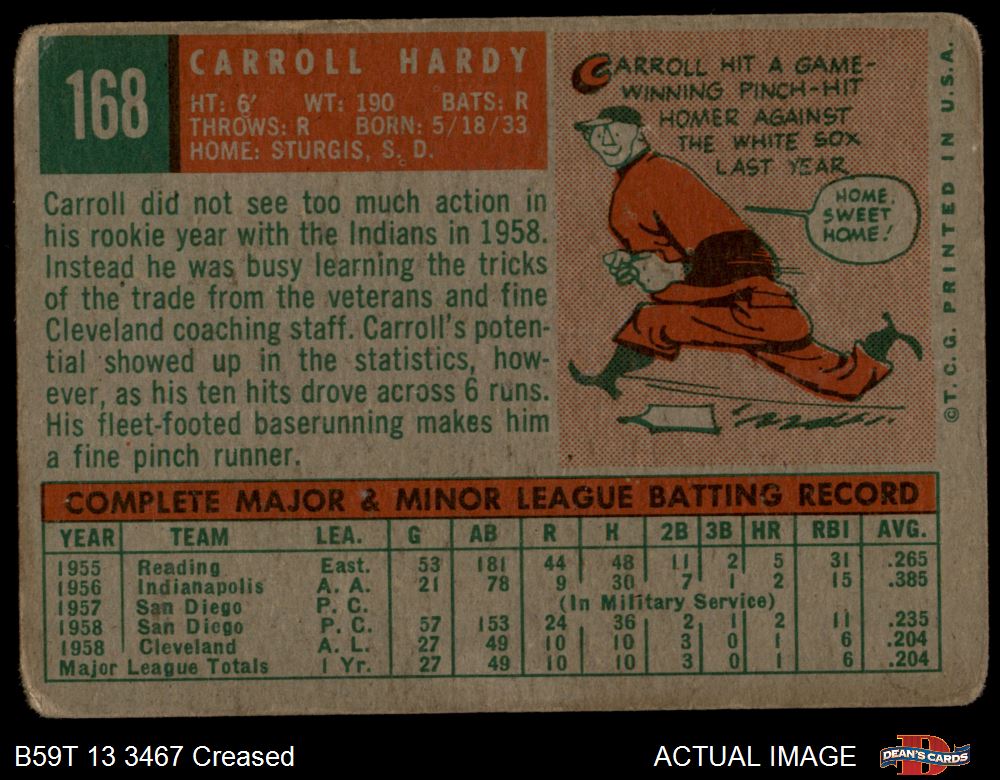 168
CARROLL HARDY
HT: 6' WT: 190 BATS: R
THROWS: R BORN: 5/18/33
HOME: STURGIS, S. D.
CARROLL HIT A GAME-
WINNING PINCH-HIT
HOMER AGAINST
THE WHITE SOX
LAST YEAR
HOME,
SWEET
HOME!
©T.C.G. PRINTED IN U.S.A.
Carroll did not see too much action in
his rookie year with the Indians in 1958.
Instead he was busy learning the tricks
of the trade from the veterans and fine
Cleveland coaching staff. Carroll's poten-
tial showed up in the statistics, how-
ever, as his ten hits drove across 6 runs.
His fleet-footed baserunning makes him
a fine pinch runner.
COMPLETE MAJOR & MINOR LEAGUE BATTING RECORD
YEAR TEAM LEA. G AB R H 2B 3B HR RBI AVG.
1955 Reading East. 53 181 44 48 11 2 5 31 .265
1956 Indianapolis A. A. 21 78 9 30 7 1 2 15 .385
1957 San Diego P. C. (In Military Service)
1958 San Diego P. C. 57 153 24 36 2 1 2 11 .235
1958 Cleveland A. L. 27 49 10 10 3 0 1 6 .204
Major League Totals 1 Yr. 27 49 10 10 3 0 1 6 .204
B59T 13 3467 Creased
ACTUAL IMAGE
DEAN'S CARDS